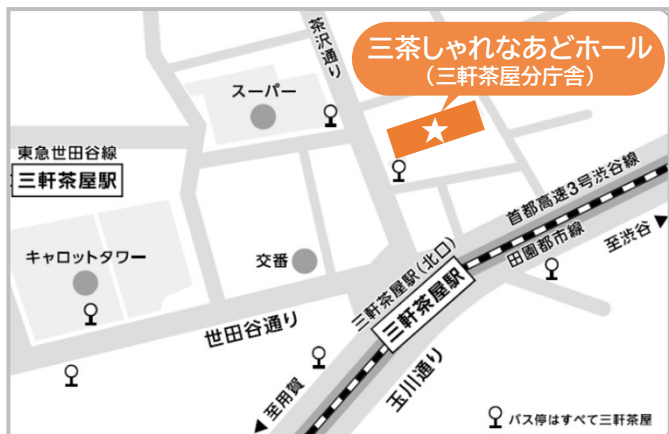 三茶しゃれなあどホール
（三軒茶屋分庁舎）
茶沢通り
スーパー
東急世田谷線
三軒茶屋駅
首都高速3号渋谷線
田園都市線
至渋谷
キャロットタワー
交番
三軒茶屋駅（北口）
三軒茶屋駅
世田谷通り
玉川通り
至用賀
バス停はすべて三軒茶屋